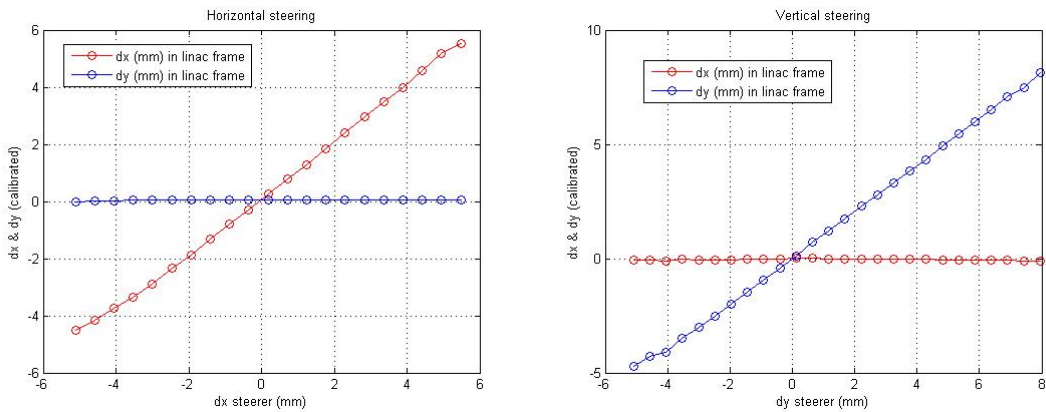 Horizontal steering
6
4
2
0
-2
-4
-6
-6
-4
-2
0
2
4
6
dx & dy (calibrated)
dx steerer (mm)
dx (mm) in linac frame
dy (mm) in linac frame
Vertical steering
10
5
0
-5
-6
-4
-2
0
2
4
6
8
dx & dy (calibrated)
dy steerer (mm)
dx (mm) in linac frame
dy (mm) in linac frame